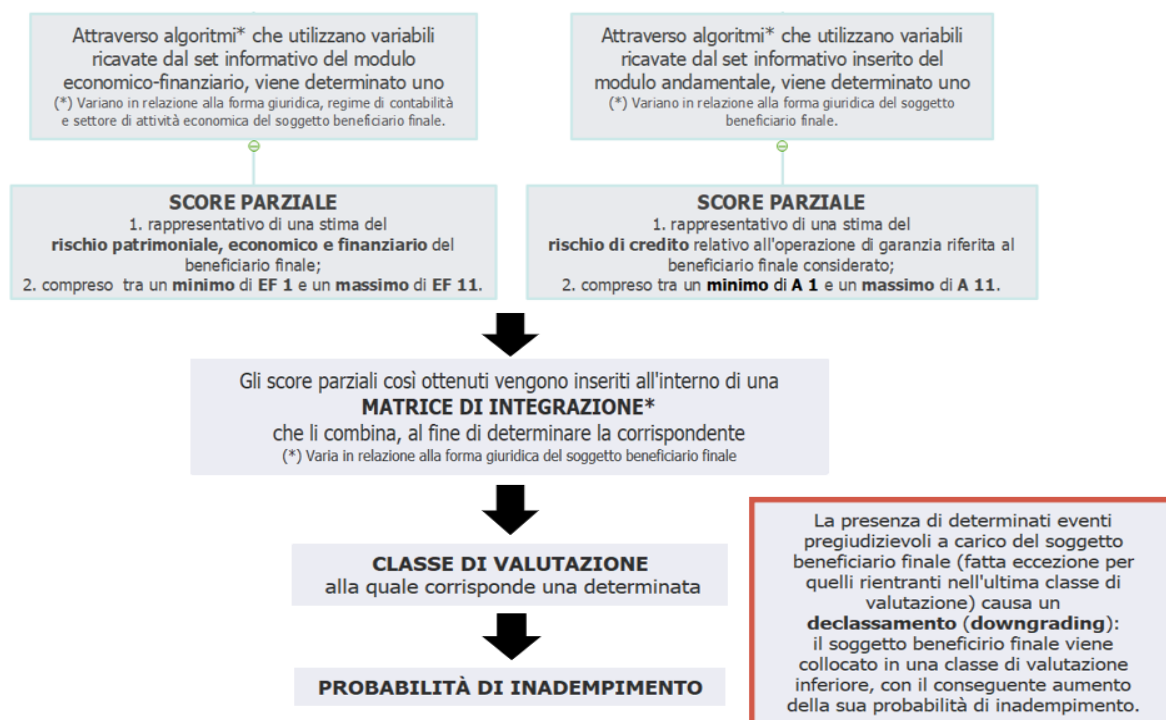 Attraverso algoritmi* che utilizzano variabili
ricavate dal set informativo del modulo
economico-finanziario, viene determinato uno
(*) Variano in relazione alla forma giuridica, regime di contabilità
e settore di attività economica del soggetto beneficiario finale.
Attraverso algoritmi* che utilizzano variabili
ricavate dal set informativo inserito del
modulo andamentale, viene determinato uno
(*) Variano in relazione alla forma giuridica del soggetto
beneficiario finale.
SCORE PARZIALE
1. rappresentativo di una stima del
rischio patrimoniale, economico e finanziario del
beneficiario finale;
2. compreso tra un minimo di EF 1 e un massimo di EF 11.
SCORE PARZIALE
1. rappresentativo di una stima del
rischio di credito relativo all'operazione di garanzia riferita al
beneficiario finale considerato;
2. compreso tra un minimo di A 1 e un massimo di A 11.
Gli score parziali così ottenuti vengono inseriti all'interno di una
MATRICE DI INTEGRAZIONE*
che li combina, al fine di determinare la corrispondente
(*) Varia in relazione alla forma giuridica del soggetto beneficiario finale
CLASSE DI VALUTAZIONE
alla quale corrisponde una determinata
PROBABILITÀ DI INADEMPIMENTO
La presenza di determinati eventi
pregiudizievoli a carico del soggetto
beneficiario finale (fatta eccezione per
quelli rientranti nell'ultima classe di
valutazione) causa un
declassamento (downgrading):
il soggetto beneficirio finale viene
collocato in una classe di valutazione
inferiore, con il conseguente aumento
della sua probabilità di inadempimento.